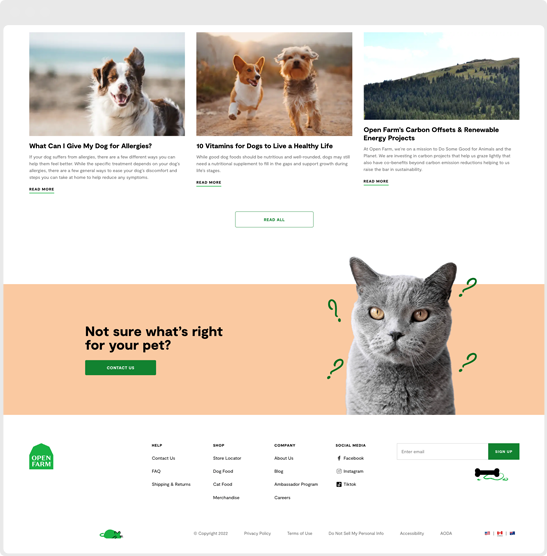 What Can I Give My Dog for Allergies?
If your dog suffers from allergies, there are a few different ways you can
help them feel better. While the specific treatment depends on your dog's
allergies, there are a few general ways to ease your dog's discomfort and
steps you can take at home to help reduce any symptoms.
READ MORE
10 Vitamins for Dogs to Live a Healthy Life
While good dog foods should be nutritious and well-rounded, dogs may still
need a nutritional supplement to fill in the gaps and support growth during
life's stages.
READ MORE
Open Farm's Carbon Offsets & Renewable
Energy Projects
At Open Farm, we're on a mission to Do Some Good for Animals and the
Planet. We are investing in carbon projects that help us graze lightly that
also have co-benefits beyond carbon emission reductions helping to us
raise the bar in sustainability.
READ MORE
READ ALL
Not sure what's right
for your pet?
CONTACT US
? ? ? ?
OPEN
FARM
HELP
Contact Us
FAQ
Shipping & Returns
SHOP
Store Locator
Dog Food
Cat Food
Merchandise
COMPANY
About Us
Blog
Ambassador Program
Careers
SOCIAL MEDIA
Facebook
Instagram
Tiktok
Enter email
SIGN UP
© Copyright 2022
Privacy Policy
Terms of Use
Do Not Sell My Personal Info
Accessibility
AODA